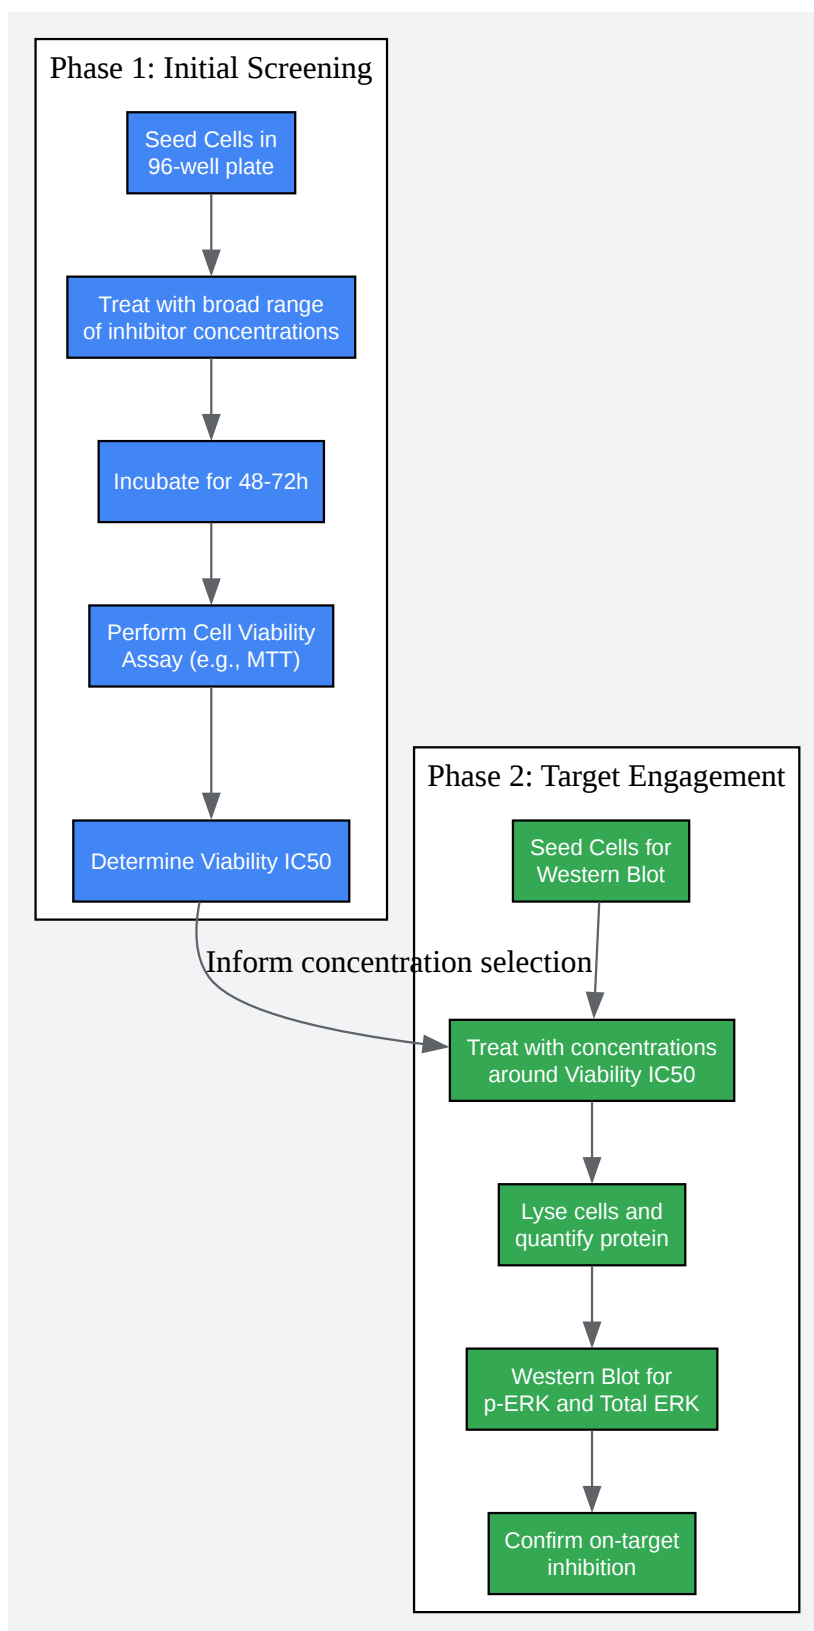 Phase 1: Initial Screening
Seed Cells in
96-well plate
Treat with broad range
of inhibitor concentrations
Incubate for 48-72h
Perform Cell Viability
Assay (e.g., MTT)
Determine Viability IC50
Inform concentration selection
Phase 2: Target Engagement
Seed Cells for
Western Blot
Treat with concentrations
around Viability IC50
Lyse cells and
quantify protein
Western Blot for
p-ERK and Total ERK
Confirm on-target
inhibition